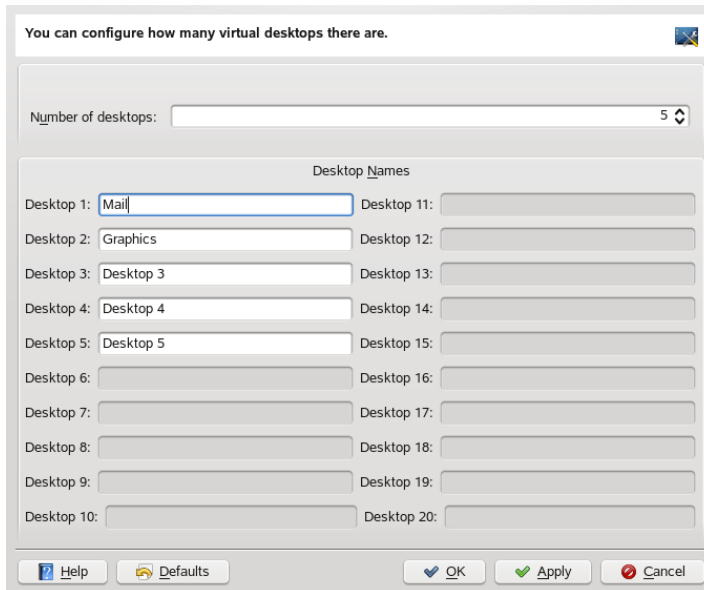 You can configure how many virtual desktops there are.
Number of desktops: 5
Desktop Names
Desktop 1: Mail Desktop 11:
Desktop 2: Graphics Desktop 12:
Desktop 3: Desktop 3 Desktop 13:
Desktop 4: Desktop 4 Desktop 14:
Desktop 5: Desktop 5 Desktop 15:
Desktop 6: Desktop 16:
Desktop 7: Desktop 17:
Desktop 8: Desktop 18:
Desktop 9: Desktop 19:
Desktop 10: Desktop 20:
Help Defaults OK Apply Cancel